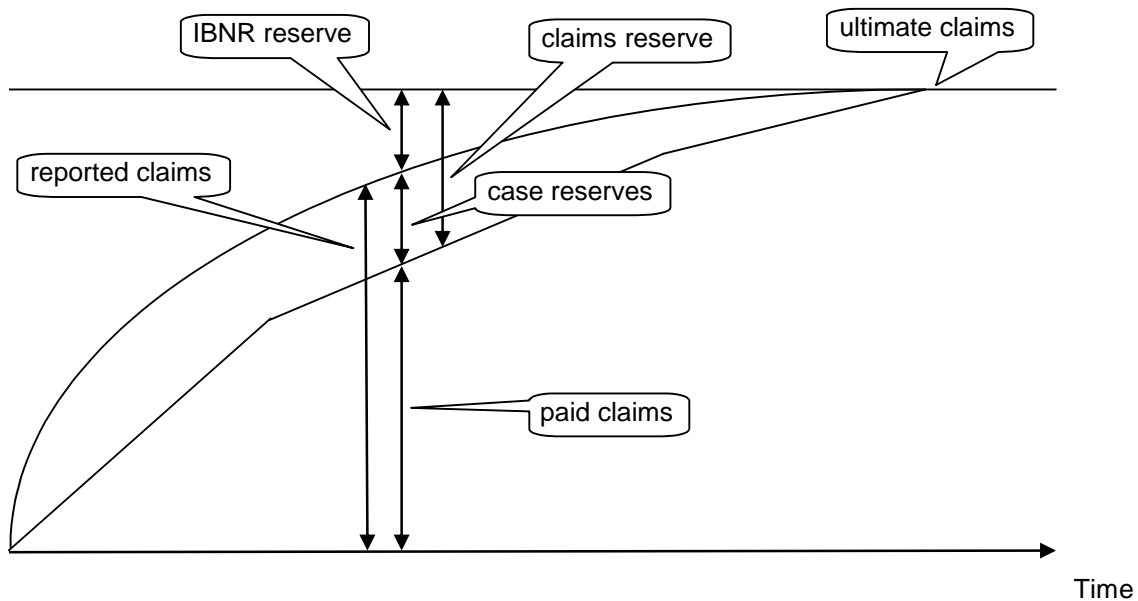 IBNR reserve
claims reserve
ultimate claims
reported claims
case reserves
paid claims
Time